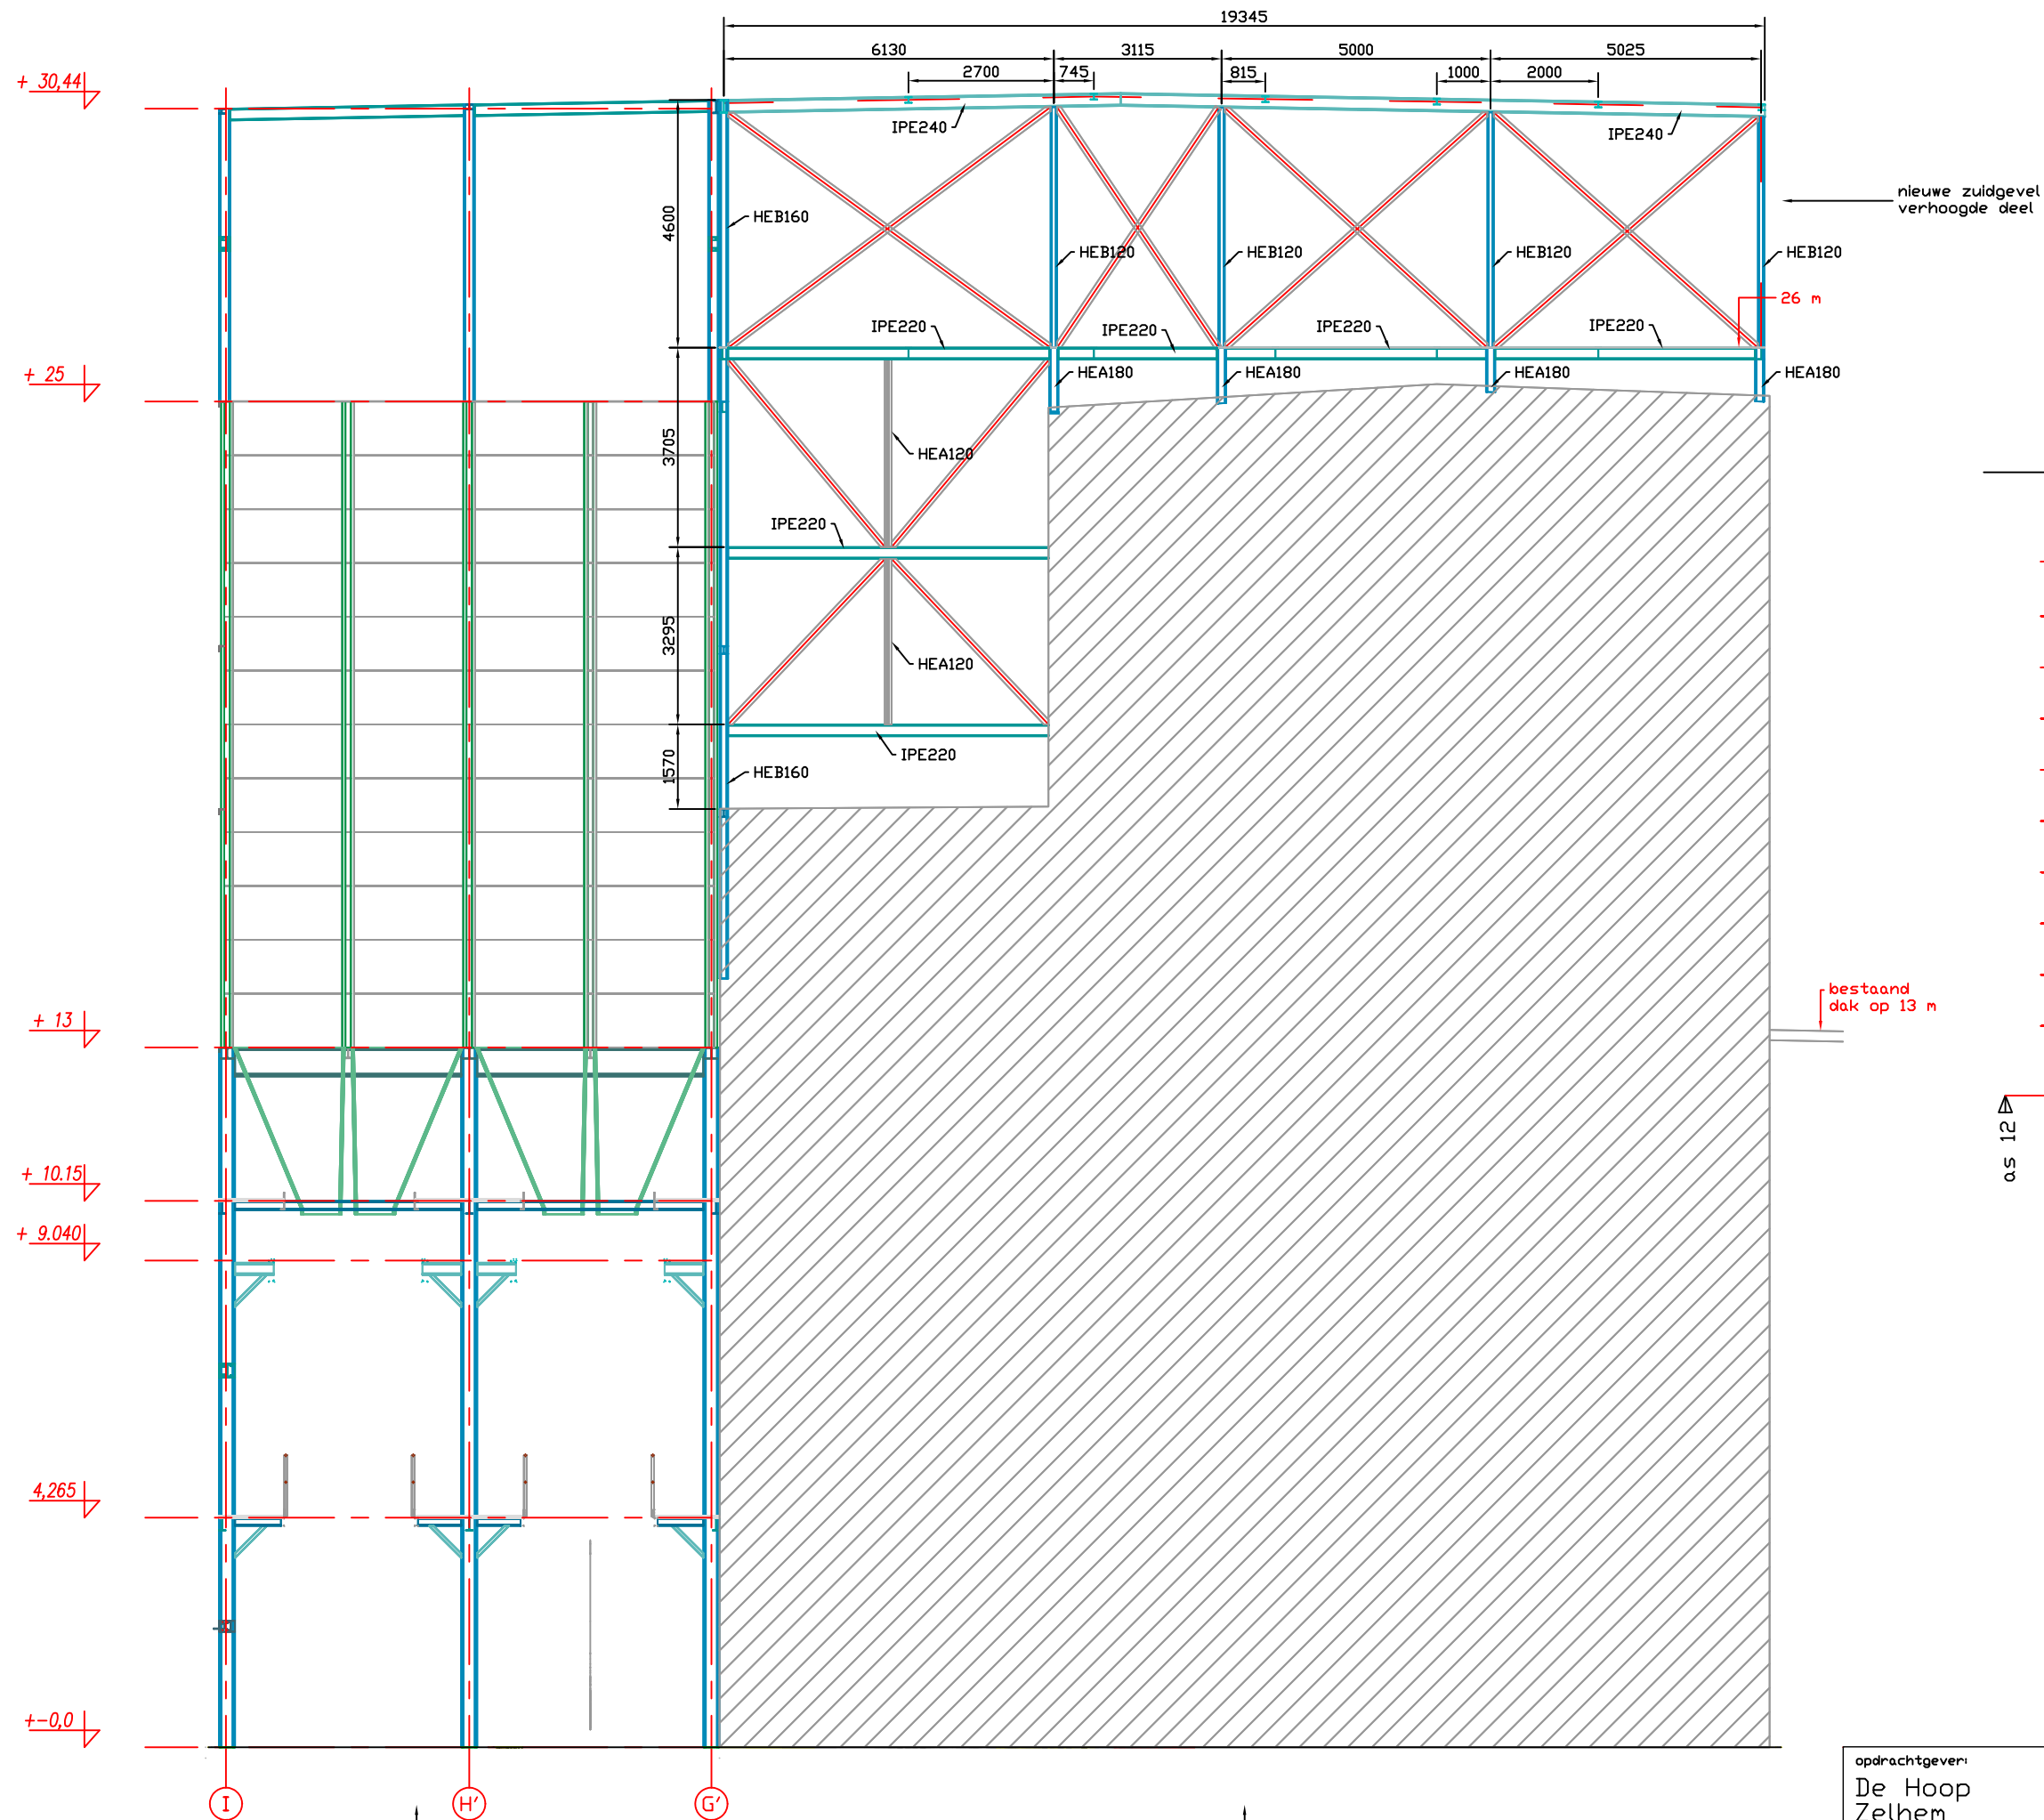 19345
6130
3115
5000
5025
2700
745
815
1000
2000
+ 30,44
IPE240
IPE240
nieuwe zuidgevel
verhoogde deel
4600
HEB160
HEB120
HEB120
HEB120
HEB120
26 m
IPE220
IPE220
IPE220
IPE220
+ 25
HEA180
HEA180
HEA180
HEA180
3705
HEA120
IPE220
3295
HEA120
IPE220
1570
HEB160
bestaand
dak op 13 m
+ 13
as 12
+ 10.15
+ 9.040
4,265
+-0,0
I
H'
G'
opdrachtgever:
De Hoop
Zelhem